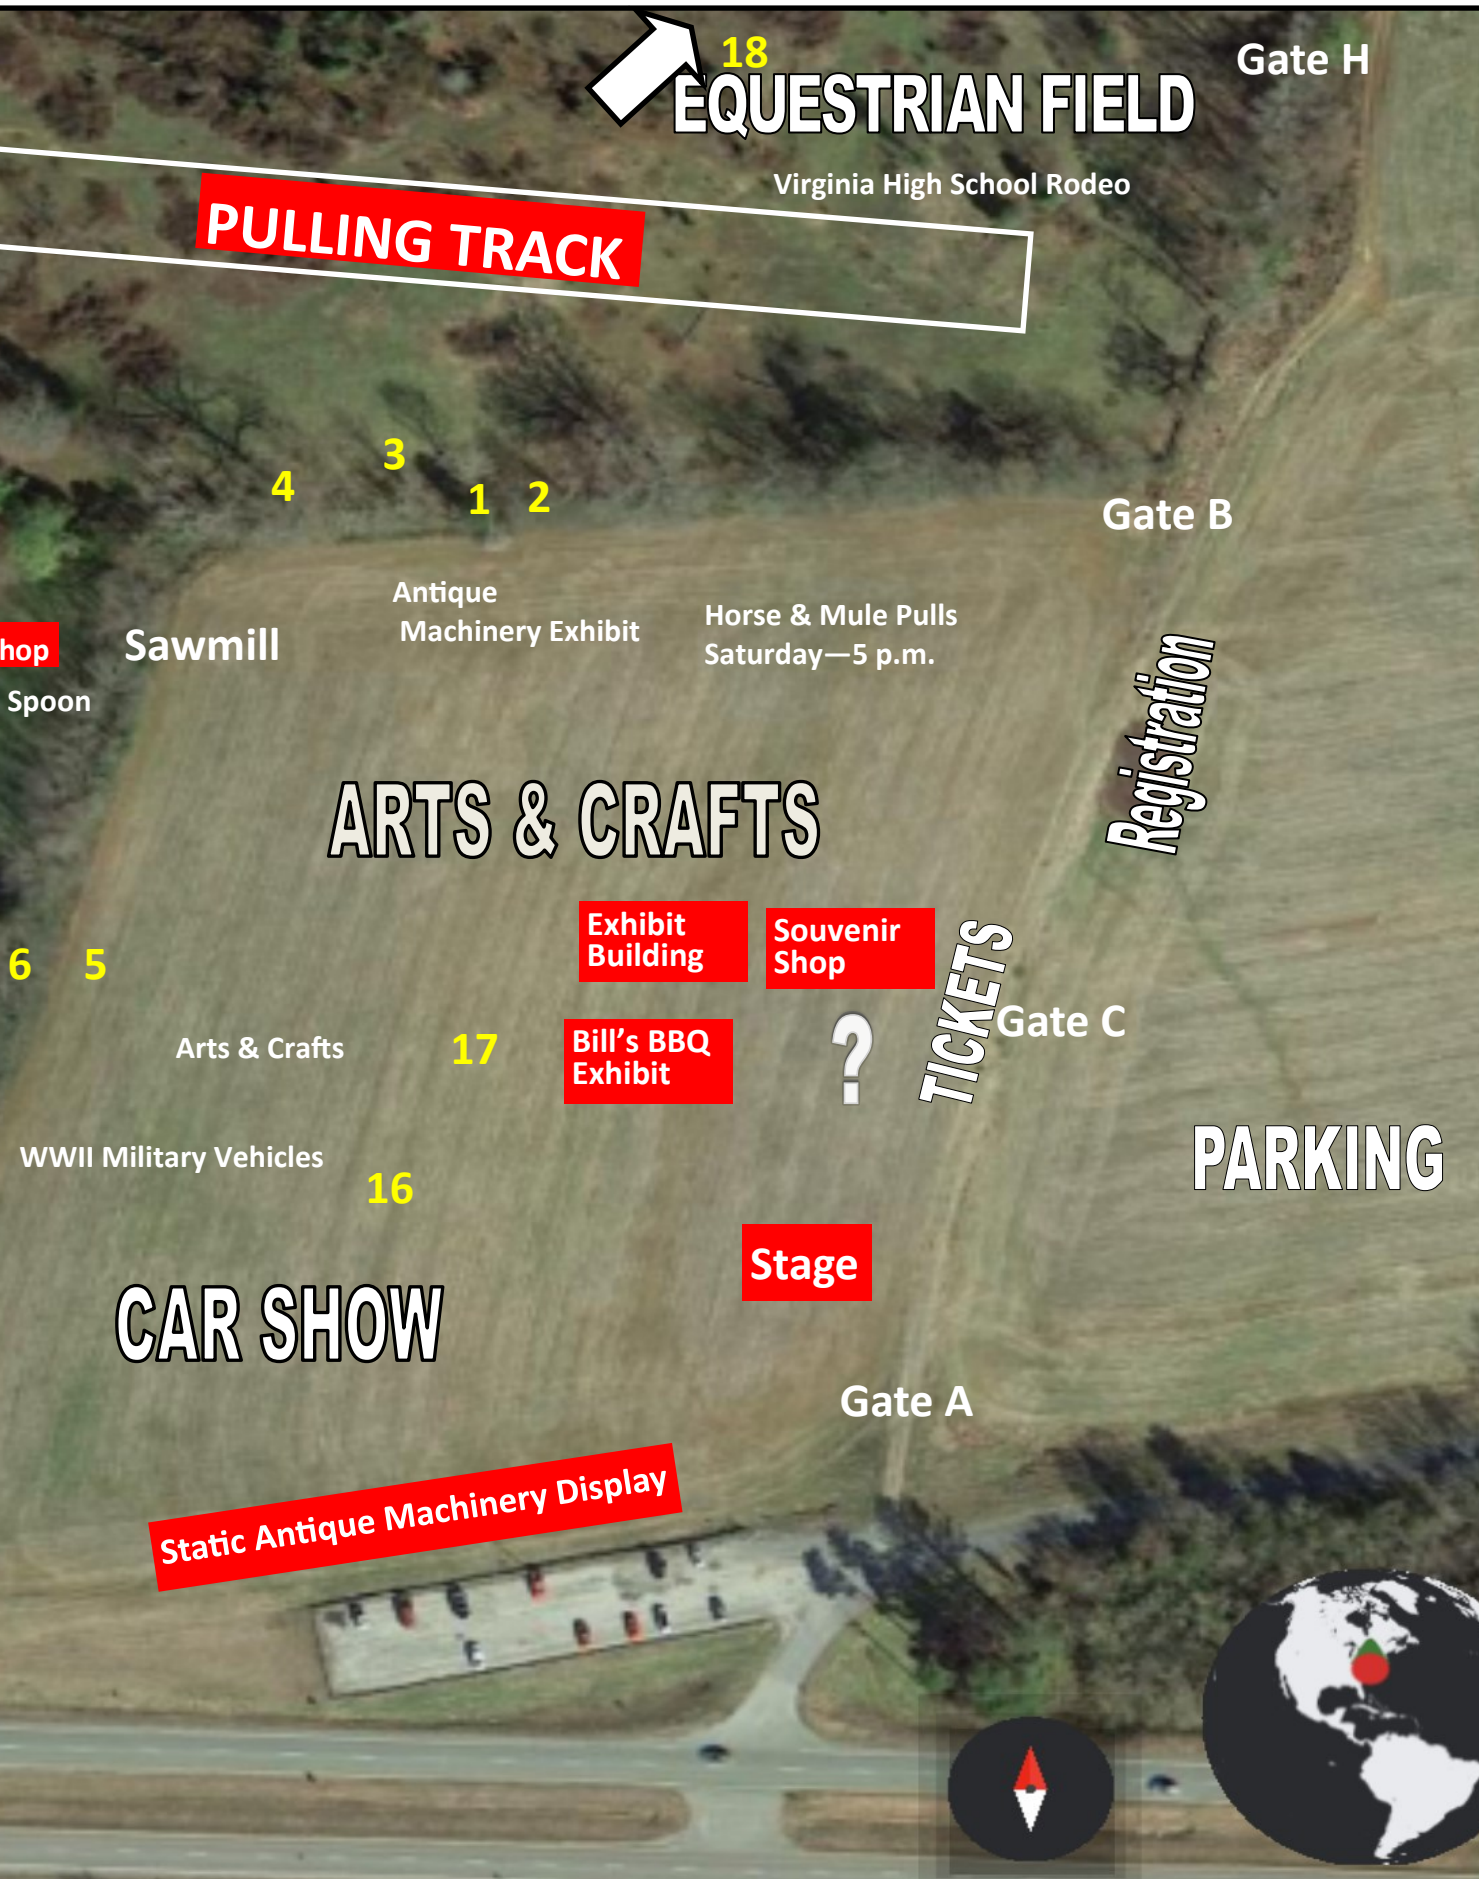 18
Gate H
EQUESTRIAN FIELD
Virginia High School Rodeo
PULLING TRACK
3
4
1
2
Gate B
Antique
Machinery Exhibit
Horse & Mule Pulls
Saturday—5 p.m.
hop
Sawmill
Spoon
Registration
ARTS & CRAFTS
Exhibit
Building
Souvenir
Shop
TICKETS
6
5
Gate C
Arts & Crafts
17
Bill's BBQ
Exhibit
?
WWII Military Vehicles
16
PARKING
Stage
CAR SHOW
Gate A
Static Antique Machinery Display